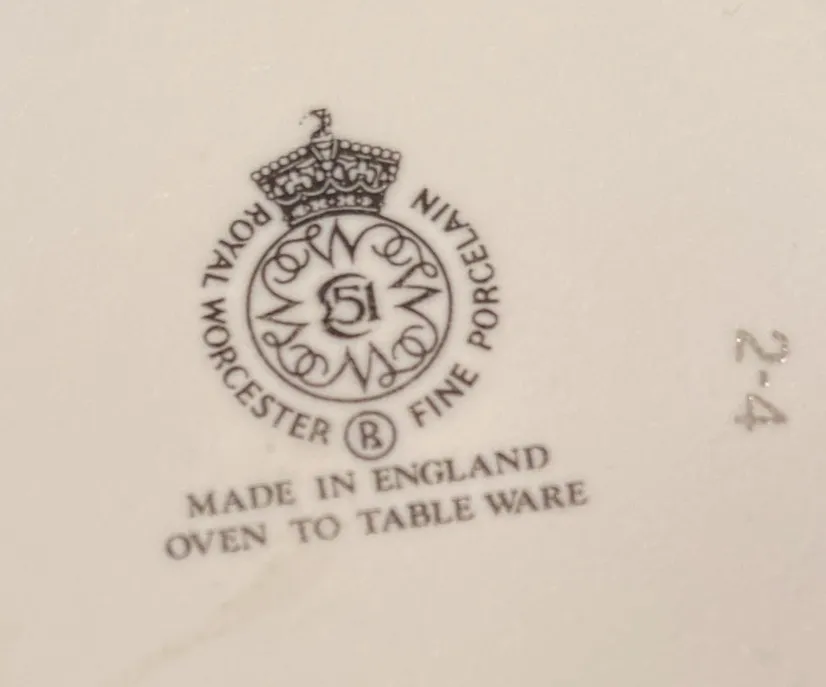 ROYAL WORCESTER FINE PORCELAIN
51
R
MADE IN ENGLAND
OVEN TO TABLE WARE
2-4